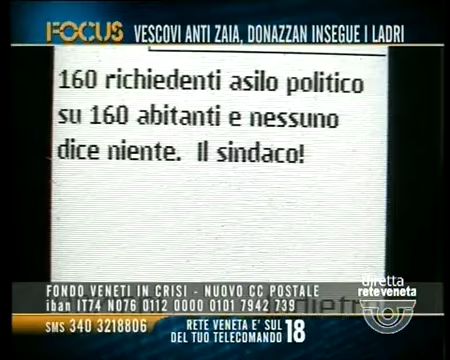 FOCUS VESCOVI ANTI ZAIA, DONAZZAN INSEGUE I LADRI
160 richiedenti asilo politico
su 160 abitanti e nessuno
dice niente. Il sindaco!
diretta
reteveneta
FONDO VENETI IN CRISI - NUOVO CC POSTALE
iban IT74 N076 0112 0000 0101 7942 739
dietro
SMS 340 3218806
RETE VENETA E' SUL
DEL TUO TELECOMANDO 18